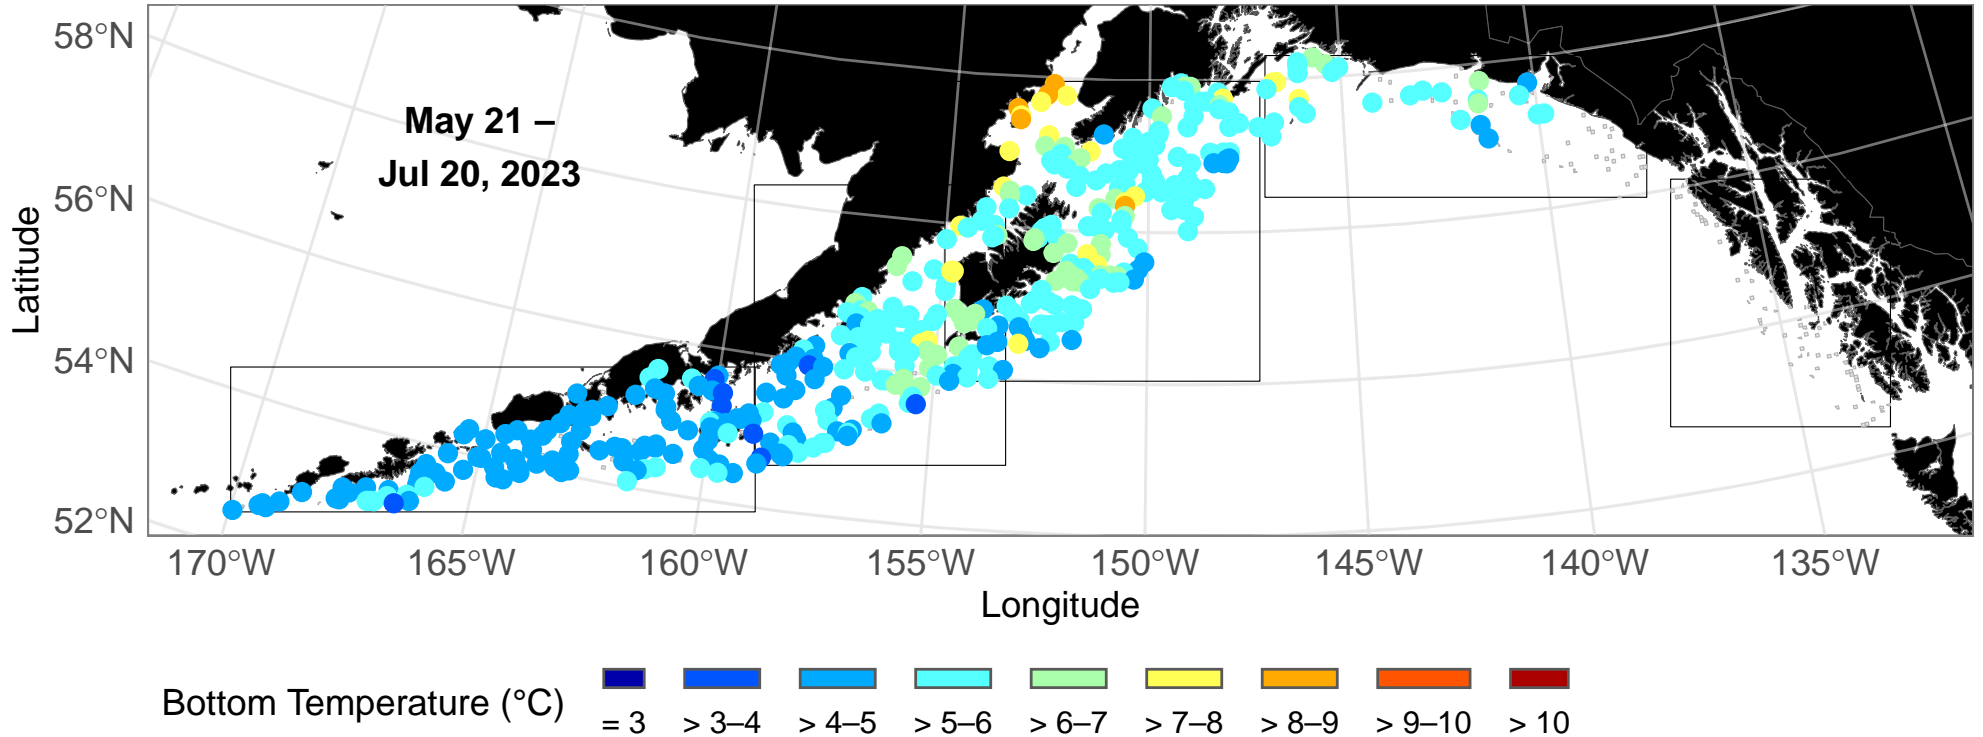 58°N
56°N
54°N
52°N
Latitude
May 21 –
Jul 20, 2023
170°W 165°W 160°W 155°W 150°W 145°W 140°W 135°W
Longitude
Bottom Temperature (°C)
= 3 > 3–4 > 4–5 > 5–6 > 6–7 > 7–8 > 8–9 > 9–10 > 10